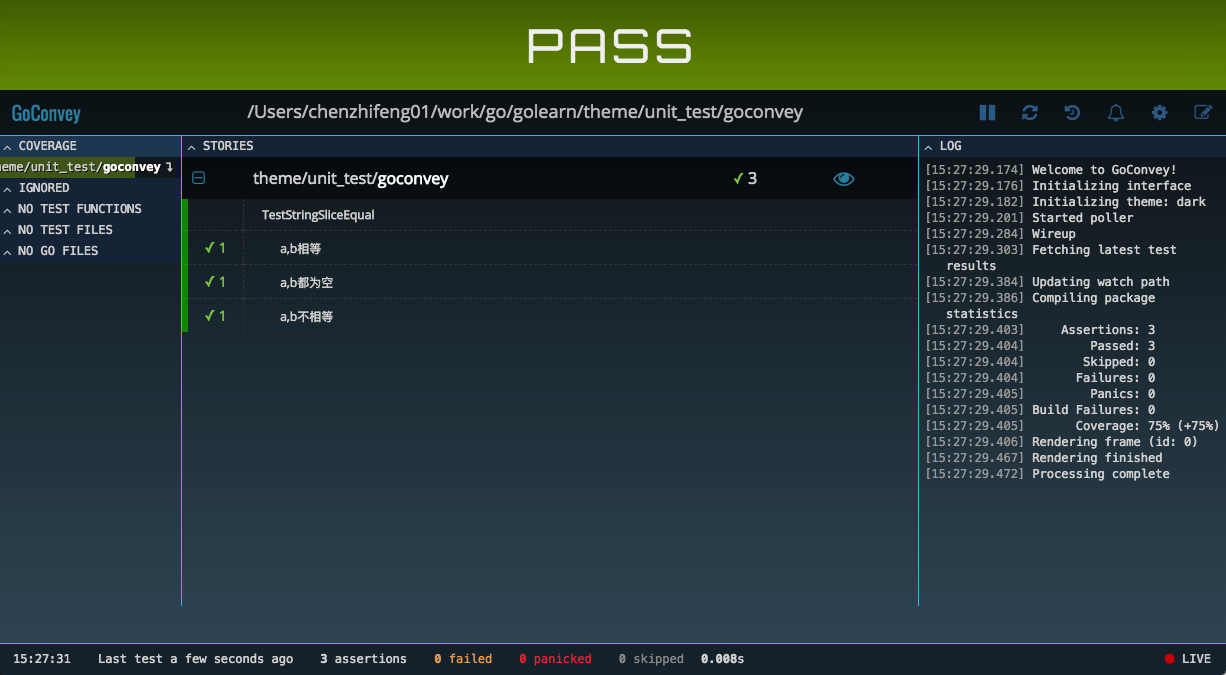 PASS
GoConvey
/Users/chenzhifeng01/work/go/golearn/theme/unit_test/goconvey
COVERAGE
eme/unit_test/goconvey
IGNORED
NO TEST FUNCTIONS
NO TEST FILES
NO GO FILES
STORIES
theme/unit_test/goconvey ✓ 3
TestStringSliceEqual
✓ 1 a,b相等
✓ 1 a,b都为空
✓ 1 a,b不相等
LOG
[15:27:29.174] Welcome to GoConvey!
[15:27:29.176] Initializing interface
[15:27:29.182] Initializing theme: dark
[15:27:29.201] Started poller
[15:27:29.284] Wireup
[15:27:29.303] Fetching latest test
results
[15:27:29.384] Updating watch path
[15:27:29.386] Compiling package
statistics
[15:27:29.403] Assertions: 3
[15:27:29.404] Passed: 3
[15:27:29.404] Skipped: 0
[15:27:29.404] Failures: 0
[15:27:29.405] Panics: 0
[15:27:29.405] Build Failures: 0
[15:27:29.405] Coverage: 75% (+75%)
[15:27:29.406] Rendering frame (id: 0)
[15:27:29.467] Rendering finished
[15:27:29.472] Processing complete
15:27:31 Last test a few seconds ago 3 assertions 0 failed 0 panicked 0 skipped 0.008s LIVE